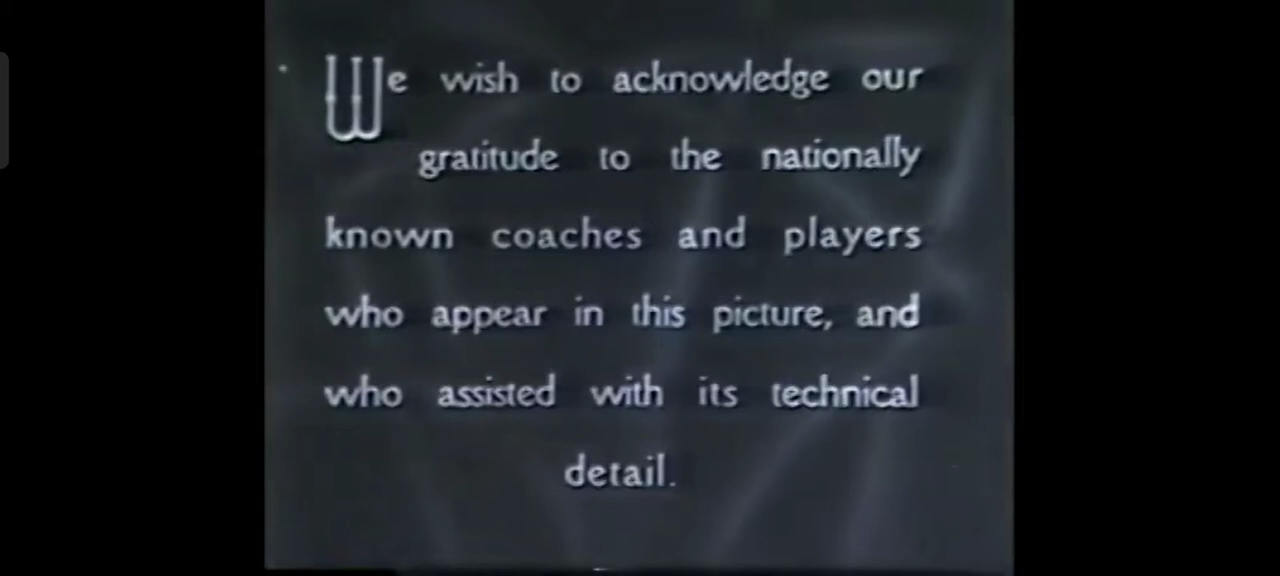 We wish to acknowledge our
gratitude to the nationally
known coaches and players
who appear in this picture, and
who assisted with its technical
detail.